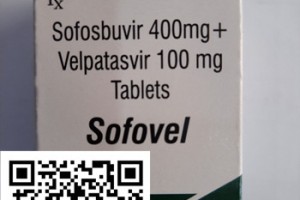 Rx
Sofosbuvir 400mg+
Velpatasvir 100 mg
Tablets
Sofovel